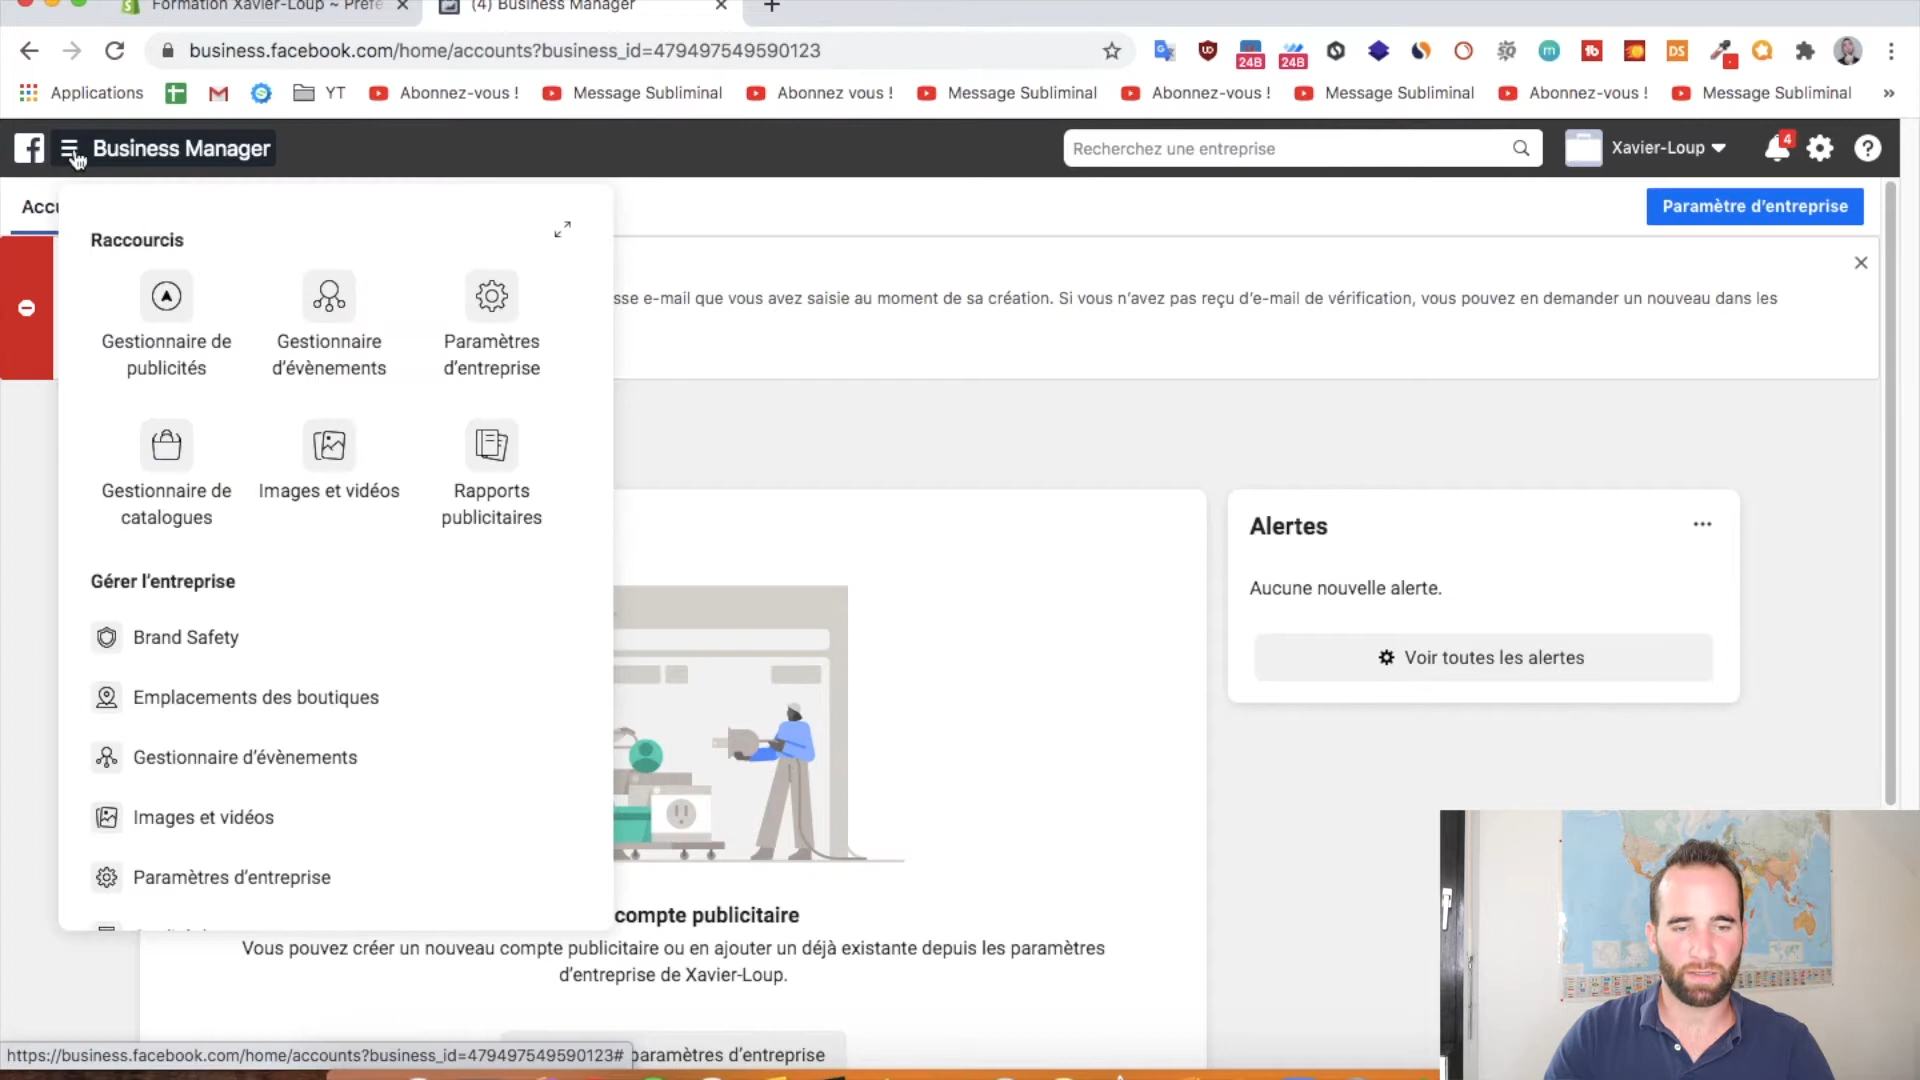 Formation Xavier-Loup ~ Préfé
(4) Business Manager
business.facebook.com/home/accounts?business_id=479497549590123
24B
24B
Applications
YT
Abonnez-vous !
Message Subliminal
Abonnez vous !
Message Subliminal
Abonnez-vous !
Message Subliminal
Abonnez-vous !
Message Subliminal
»
Business Manager
Recherchez une entreprise
Xavier-Loup
4
Accu
Paramètre d'entreprise
Raccourcis
sse e-mail que vous avez saisie au moment de sa création. Si vous n'avez pas reçu d'e-mail de vérification, vous pouvez en demander un nouveau dans les
Gestionnaire de publicités
Gestionnaire d'évènements
Paramètres d'entreprise
Gestionnaire de catalogues
Images et vidéos
Rapports publicitaires
Gérer l'entreprise
Brand Safety
Emplacements des boutiques
Gestionnaire d'évènements
Images et vidéos
Paramètres d'entreprise
Alertes
Aucune nouvelle alerte.
Voir toutes les alertes
compte publicitaire
Vous pouvez créer un nouveau compte publicitaire ou en ajouter un déjà existante depuis les paramètres
d'entreprise de Xavier-Loup.
paramètres d'entreprise
https://business.facebook.com/home/accounts?business_id=479497549590123#